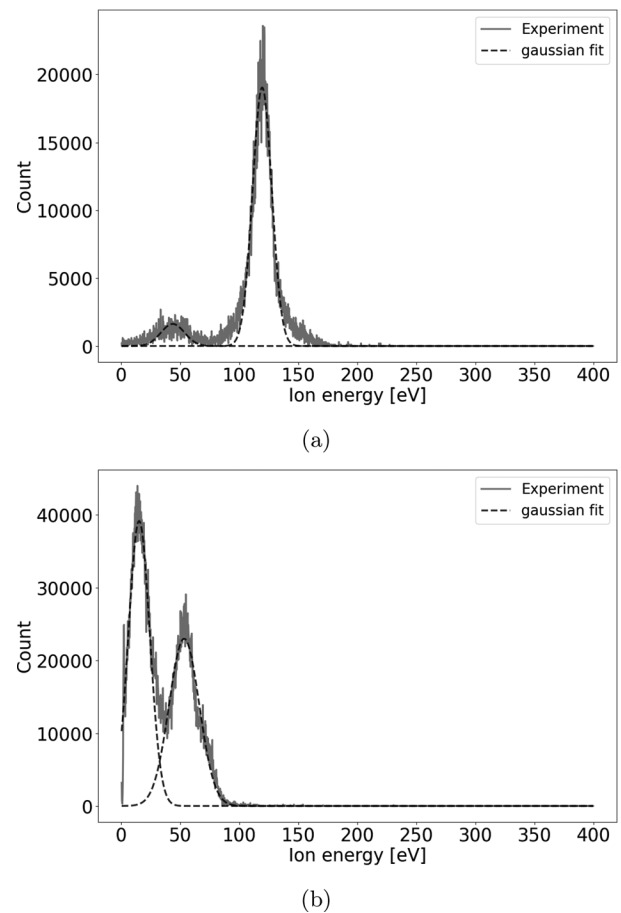 Experiment
gaussian fit
20000
15000
10000
5000
0
Count
0 50 100 150 200 250 300 350 400
Ion energy [eV]
(a)
Experiment
gaussian fit
40000
30000
20000
10000
0
Count
0 50 100 150 200 250 300 350 400
Ion energy [eV]
(b)